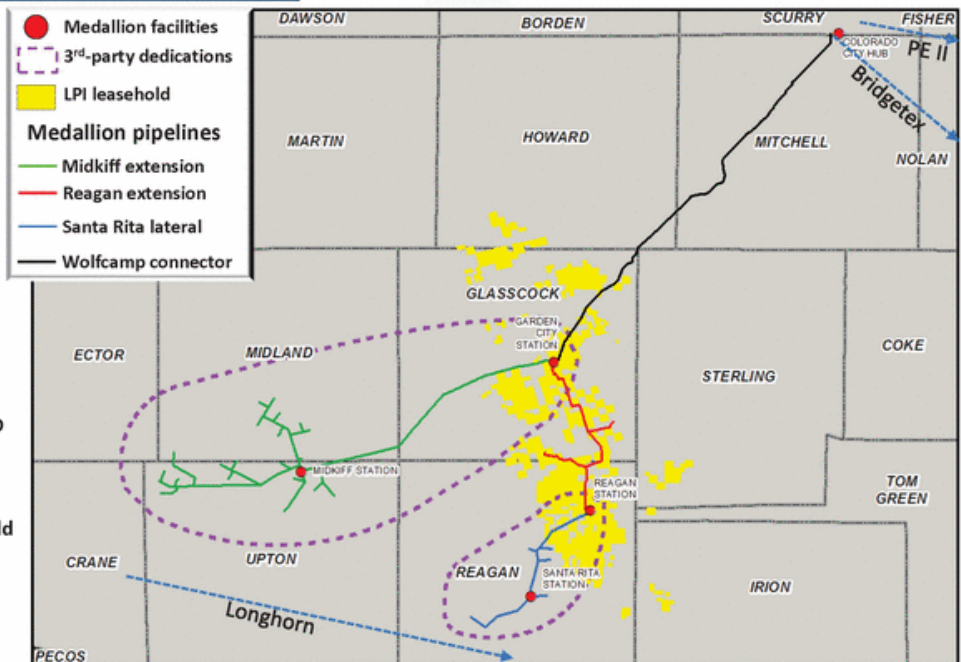 Medallion facilities
3rd-party dedications
LPI leasehold
Medallion pipelines
Midkiff extension
Reagan extension
Santa Rita lateral
Wolfcamp connector
DAWSON
BORDEN
SCURRY
FISHER
COLORADO
CITY HUB
PE II
Bridgetex
MARTIN
HOWARD
MITCHELL
NOLAN
GLASSCOCK
GARDEN
CITY
STATION
ECTOR
MIDLAND
STERLING
COKE
MIDKIFF STATION
REAGAN
STATION
TOM
GREEN
CRANE
UPTON
REAGAN
SANTA RITA
STATION
IRION
Longhorn
PECOS